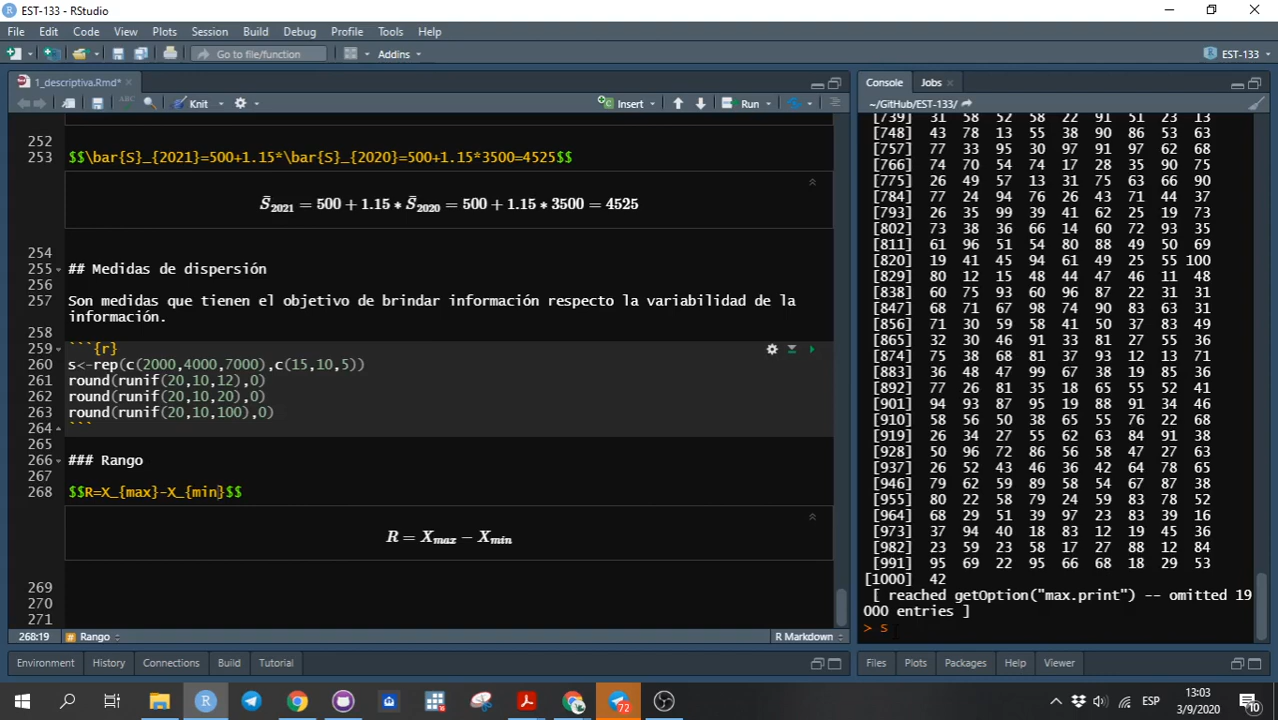 EST-133 - RStudio
File Edit Code View Plots Session Build Debug Profile Tools Help
Go to file/function Addins EST-133
1_descriptiva.Rmd*
Knit Insert Run
252
253 $$\bar{S}_{2021}=500+1.15*\bar{S}_{2020}=500+1.15*3500=4525$$
S̄2021 = 500 + 1.15 ∗ S̄2020 = 500 + 1.15 ∗ 3500 = 4525
254
255 ## Medidas de dispersión
256
257 Son medidas que tienen el objetivo de brindar información respecto la variabilidad de la
información.
258
259 ```{r}
260 s<-rep(c(2000,4000,7000),c(15,10,5))
261 round(runif(20,10,12),0)
262 round(runif(20,10,20),0)
263 round(runif(20,10,100),0)
264 ```
265
266 ### Rango
267
268 $$R=X_{max}-X_{min}$$
R = Xmax − Xmin
269
270
271
268:19 Rango R Markdown
Console Jobs
~/GitHub/EST-133/
[739] 31 58 52 58 22 91 51 23 13
[748] 43 78 13 55 38 90 86 53 63
[757] 77 33 95 30 97 91 97 62 68
[766] 74 70 54 74 17 28 35 90 75
[775] 26 49 57 13 31 75 63 66 90
[784] 77 24 94 76 26 43 71 44 37
[793] 26 35 99 39 41 62 25 19 73
[802] 73 38 36 66 14 60 72 93 35
[811] 61 96 51 54 80 88 49 50 69
[820] 19 41 45 94 61 49 25 55 100
[829] 80 12 15 48 44 47 46 11 48
[838] 60 75 93 60 96 87 22 31 31
[847] 68 71 67 98 74 90 83 63 31
[856] 71 30 59 58 41 50 37 83 49
[865] 32 30 46 91 33 81 27 55 36
[874] 75 38 68 81 37 93 12 13 71
[883] 36 48 47 99 67 38 19 85 36
[892] 77 26 81 35 18 65 55 52 41
[901] 94 93 87 95 19 88 91 34 46
[910] 58 56 50 38 65 55 76 22 68
[919] 26 34 27 55 62 63 84 91 38
[928] 50 96 72 86 56 58 47 27 63
[937] 26 52 43 46 36 42 64 78 65
[946] 79 62 59 89 58 54 67 87 38
[955] 80 22 58 79 24 59 83 78 52
[964] 68 29 51 39 97 23 83 39 16
[973] 37 94 40 18 83 12 19 45 36
[982] 23 59 23 58 17 27 88 12 84
[991] 95 69 22 95 66 68 18 29 53
[1000] 42
[ reached getOption("max.print") -- omitted 19
000 entries ]
> s
Environment History Connections Build Tutorial
Files Plots Packages Help Viewer
72
ESP
13:03
3/9/2020
10